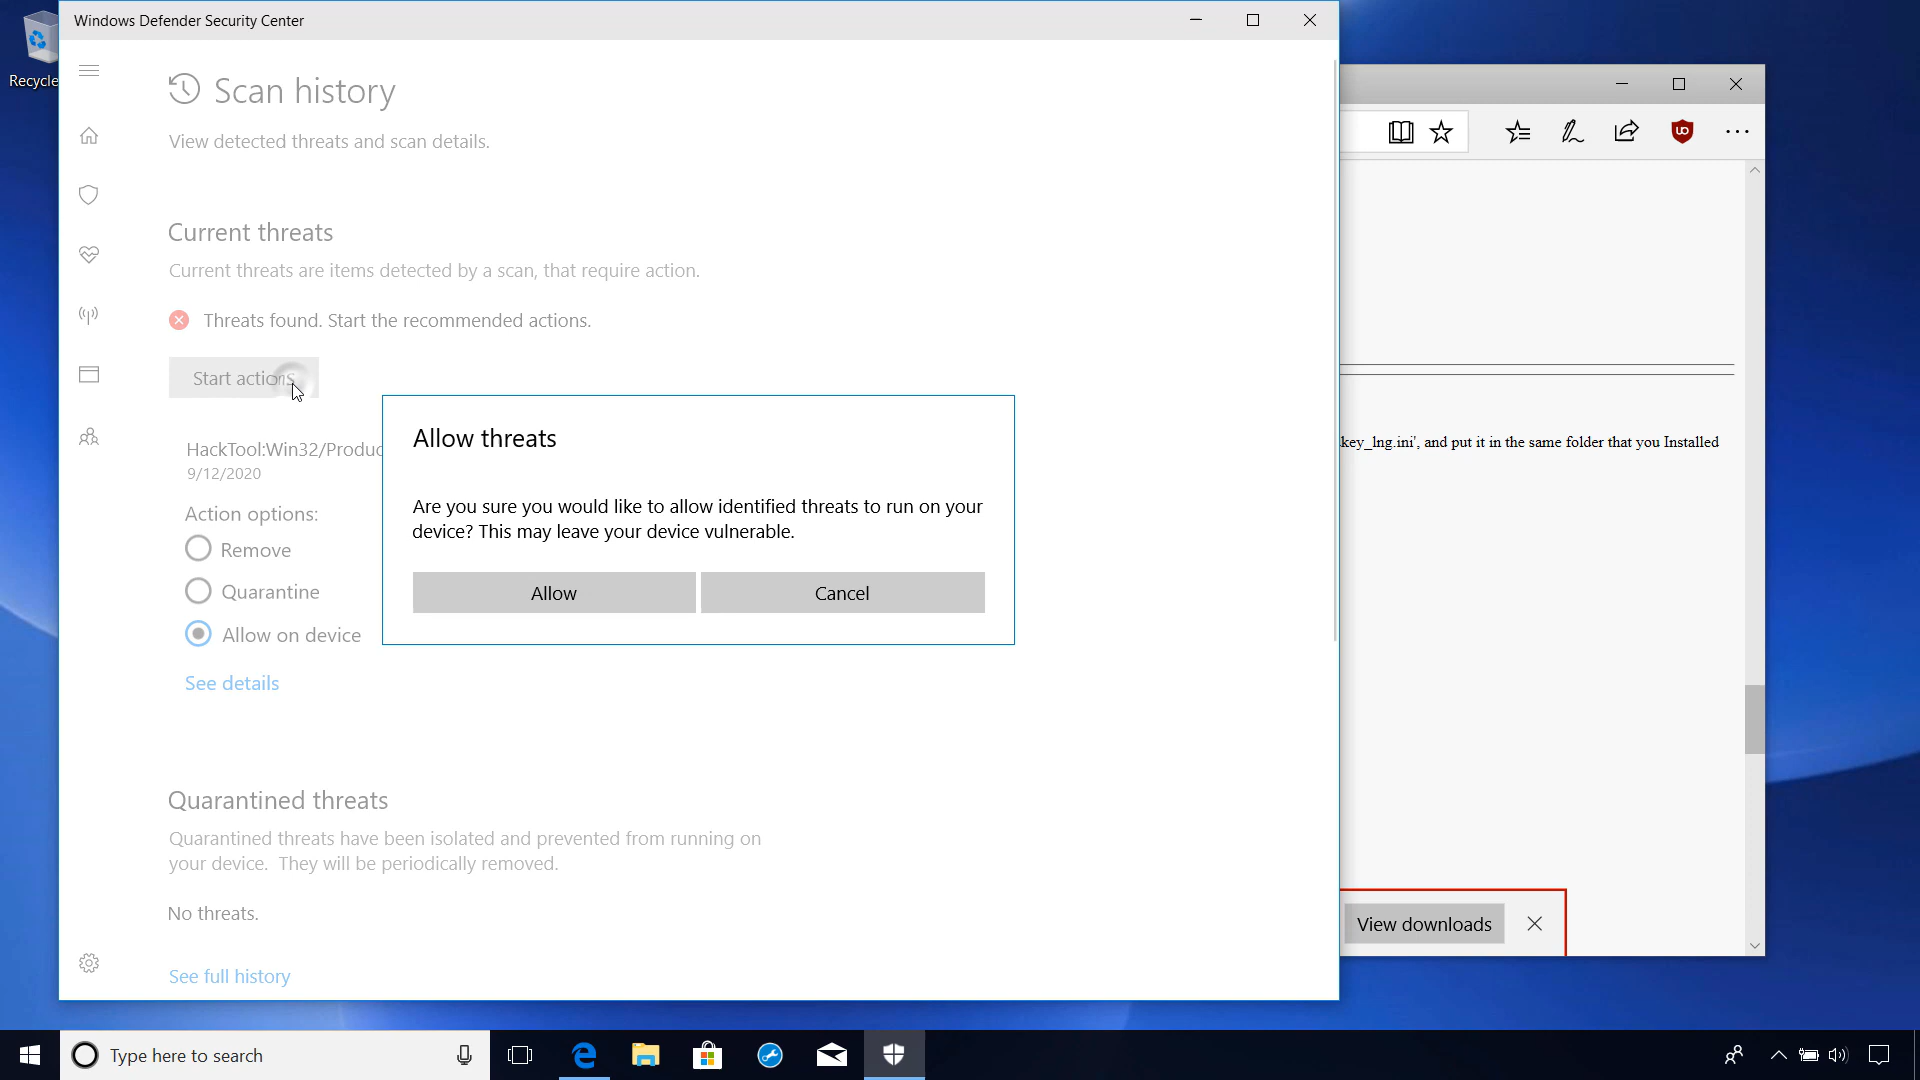 Windows Defender Security Center
Recycle
Scan history
View detected threats and scan details.
Current threats
Current threats are items detected by a scan, that require action.
Threats found. Start the recommended actions.
Start actions
HackTool:Win32/Produc
9/12/2020
Action options:
Remove
Quarantine
Allow on device
See details
Allow threats
Are you sure you would like to allow identified threats to run on your
device? This may leave your device vulnerable.
Allow
Cancel
Quarantined threats
Quarantined threats have been isolated and prevented from running on
your device. They will be periodically removed.
No threats.
See full history
key_lng.ini', and put it in the same folder that you Installed
View downloads
Type here to search